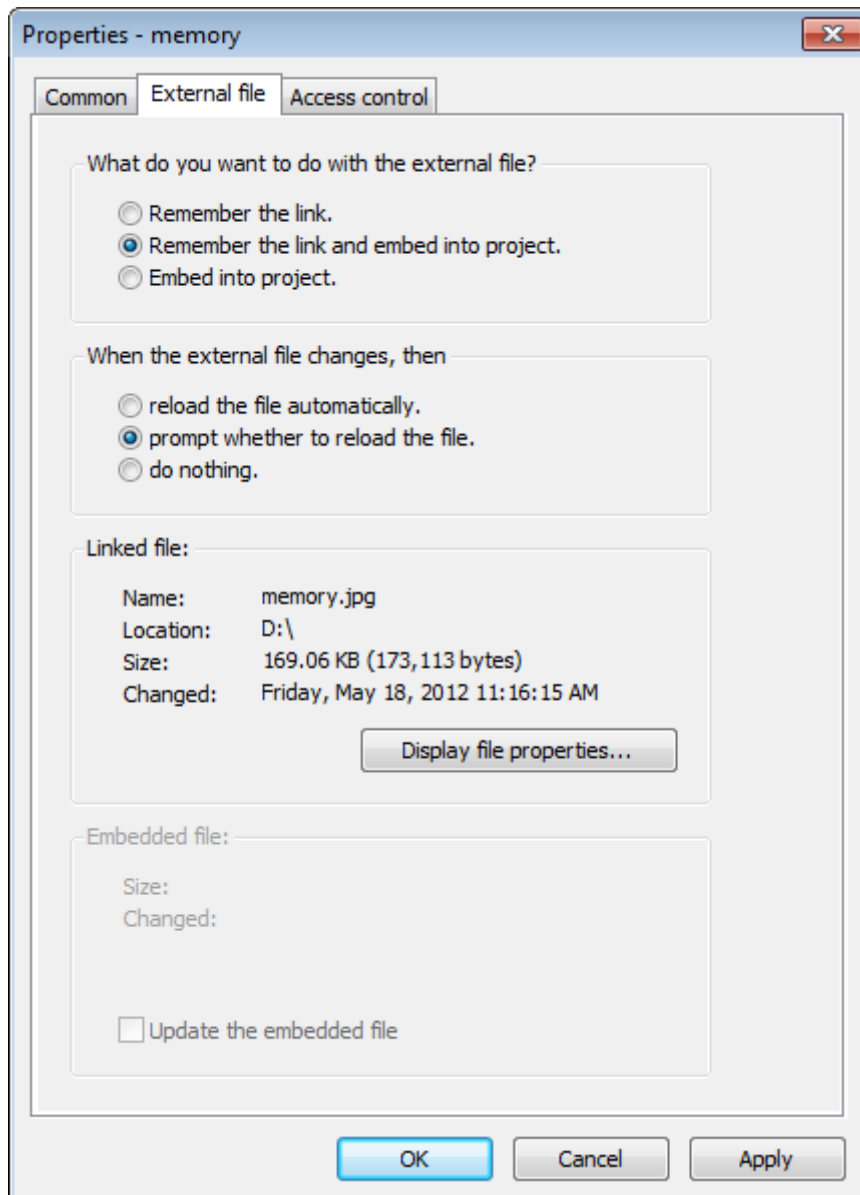 Properties - memory
Common External file Access control
What do you want to do with the external file?
Remember the link.
Remember the link and embed into project.
Embed into project.
When the external file changes, then
reload the file automatically.
prompt whether to reload the file.
do nothing.
Linked file:
Name: memory.jpg
Location: D:\
Size: 169.06 KB (173,113 bytes)
Changed: Friday, May 18, 2012 11:16:15 AM
Display file properties...
Embedded file:
Size:
Changed:
Update the embedded file
OK Cancel Apply